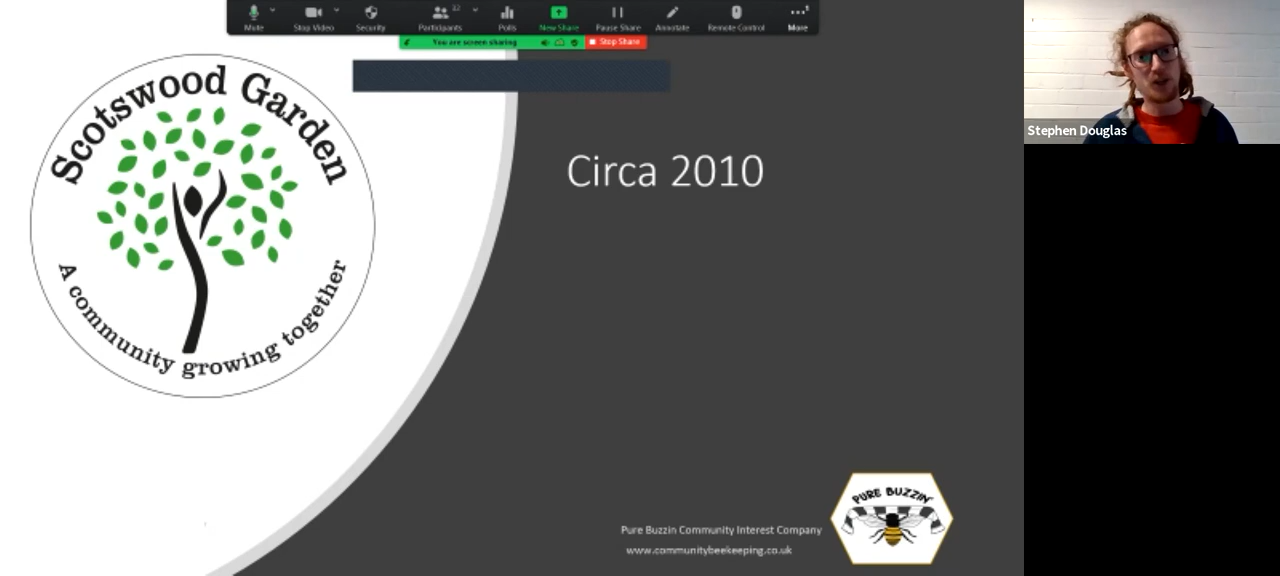 Mute
Stop Video
Security
Participants
12
Polls
New Share
Pause Share
Annotate
Remote Control
More
You are screen sharing
Stop Share
Stephen Douglas
Scotswood Garden
A community growing together
Circa 2010
PURE BUZZIN'
Pure Buzzin Community Interest Company
www.communitybeekeeping.co.uk